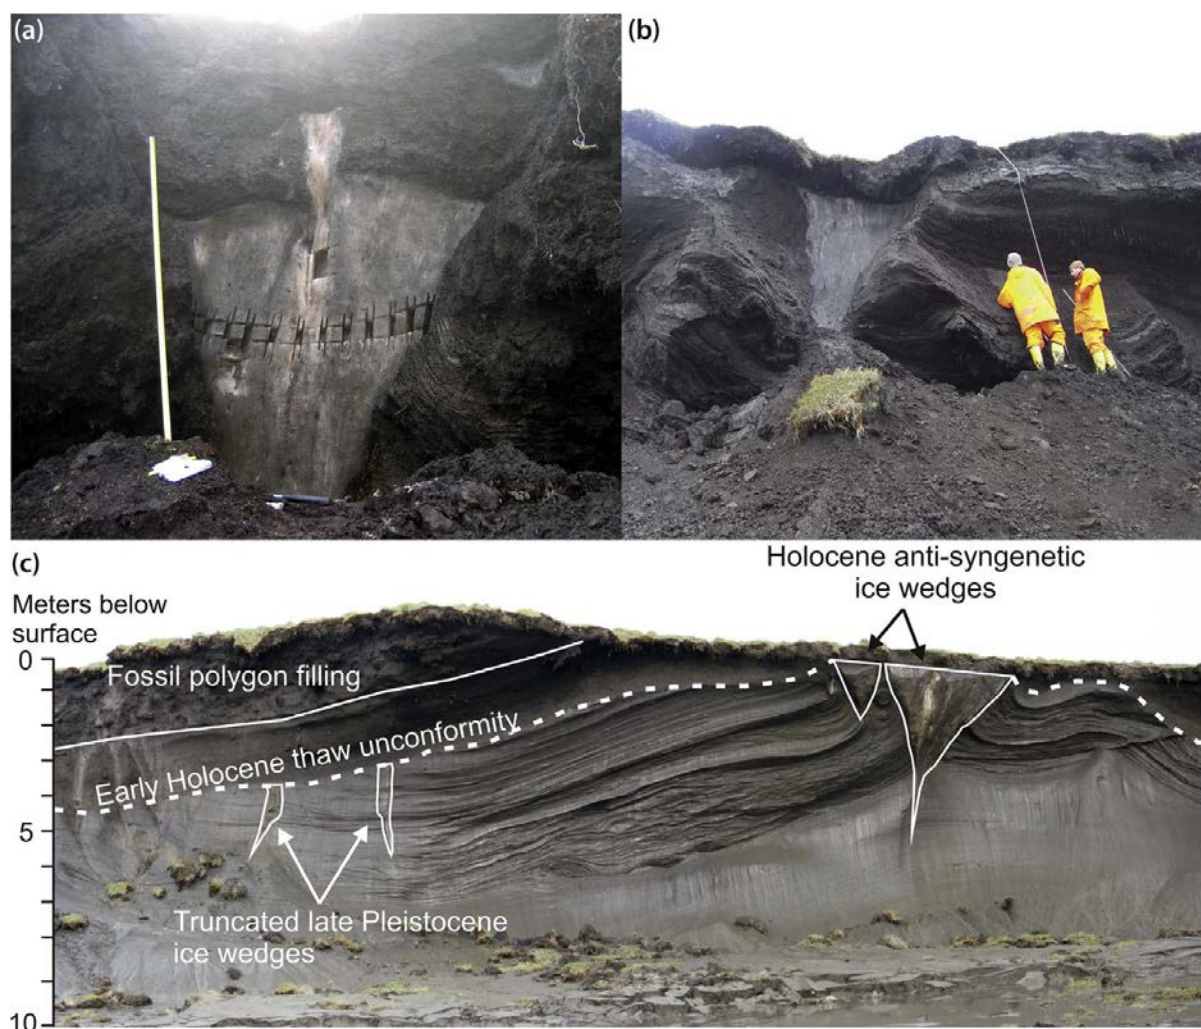 (a)
(b)
(c)
Holocene anti-syngenetic
ice wedges
Meters below
surface
0
Fossil polygon filling
Early Holocene thaw unconformity
5
Truncated late Pleistocene
ice wedges
10